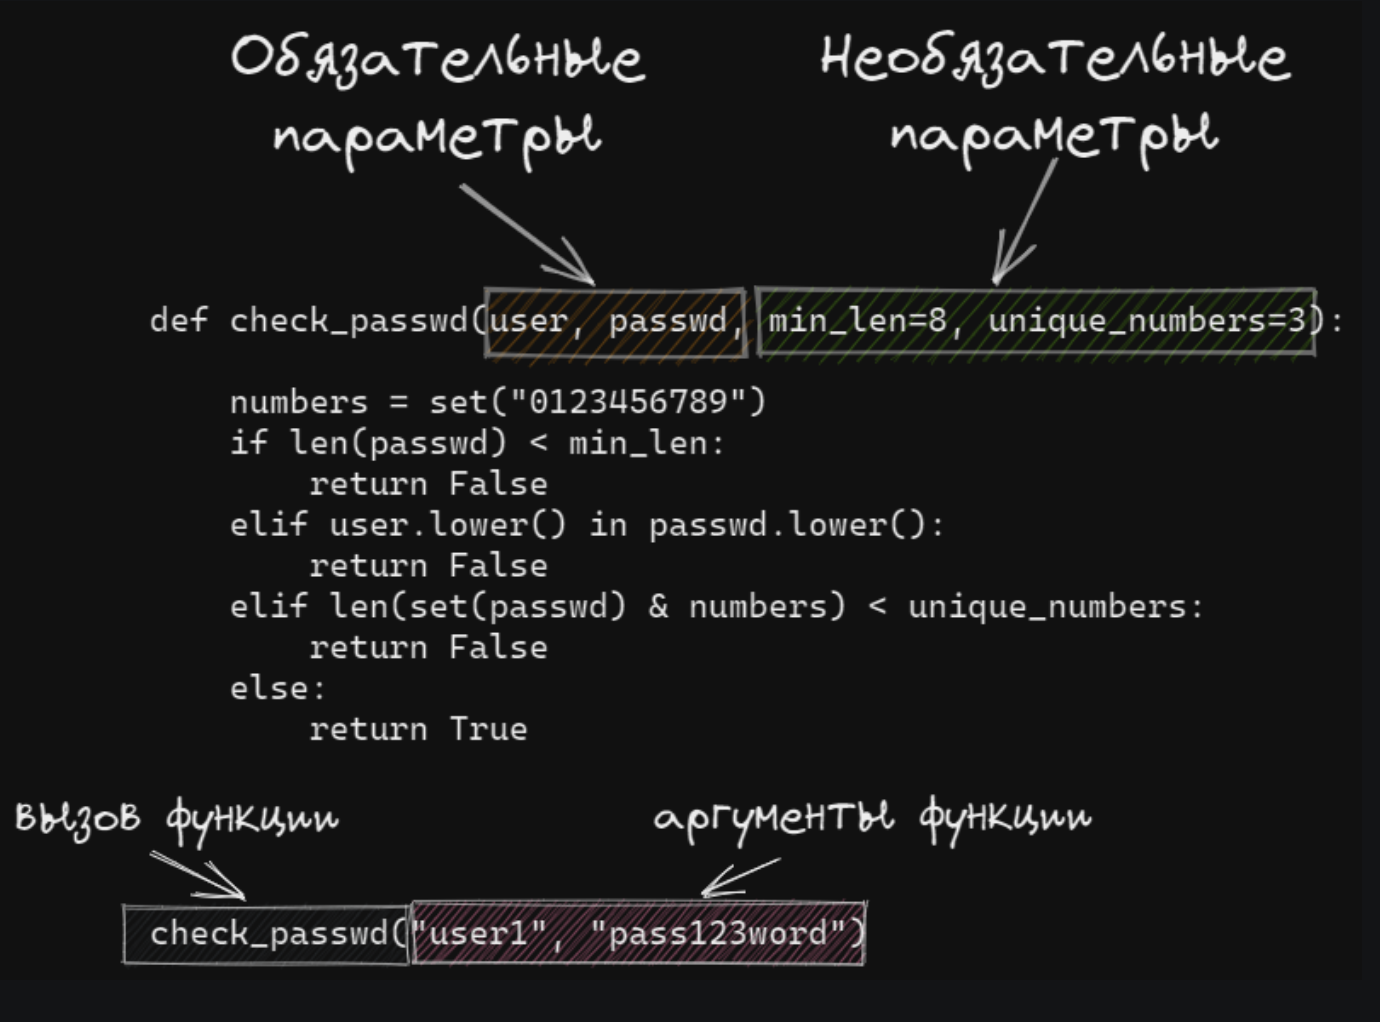 Обязательные
параметры
Необязательные
параметры
def check_passwd(user, passwd, min_len=8, unique_numbers=3):
numbers = set("0123456789")
if len(passwd) < min_len:
return False
elif user.lower() in passwd.lower():
return False
elif len(set(passwd) & numbers) < unique_numbers:
return False
else:
return True
вызов функции
аргументы функции
check_passwd("user1", "pass123word")